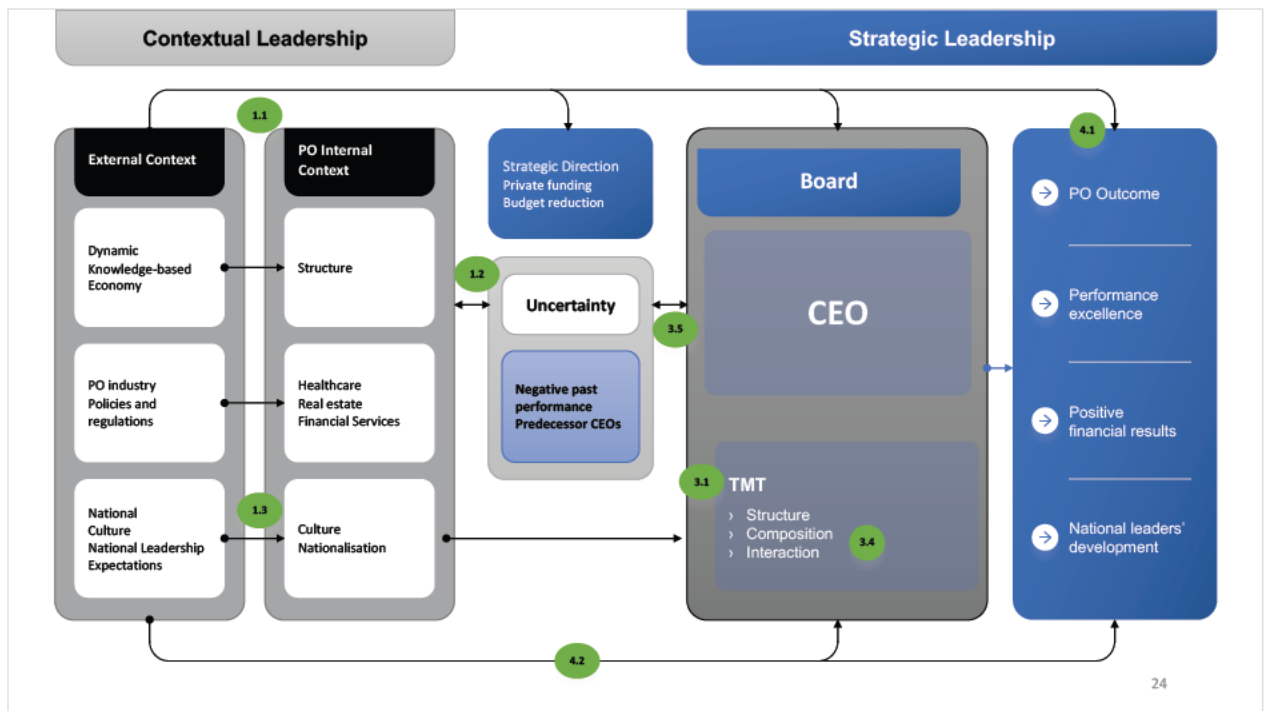 Contextual Leadership
Strategic Leadership
1.1
4.1
External Context
PO Internal
Context
Strategic Direction
Private funding
Budget reduction
Board
PO Outcome
Dynamic
Knowledge-based
Economy
Structure
1.2
Uncertainty
3.5
CEO
Performance
excellence
PO industry
Policies and
regulations
Healthcare
Real estate
Financial Services
Negative past
performance
Predecessor CEOs
Positive
financial results
3.1
TMT
› Structure
› Composition
› Interaction
3.4
National
Culture
National Leadership
Expectations
1.3
Culture
Nationalisation
National leaders’
development
4.2
24